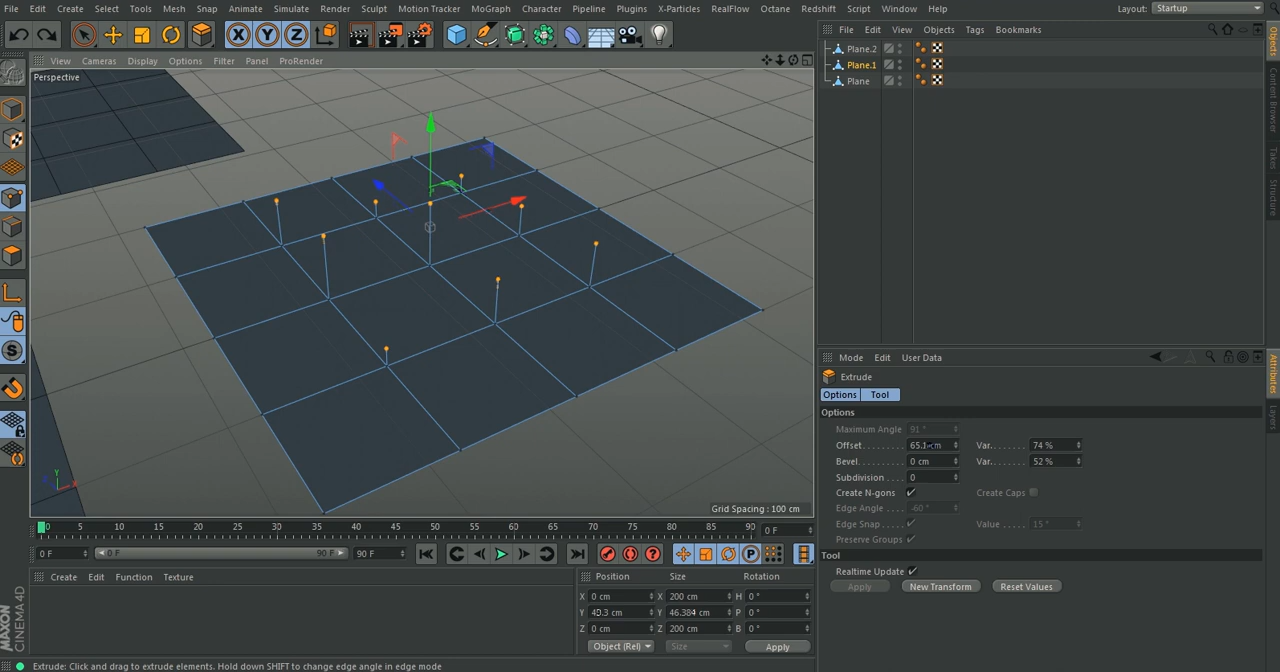 File Edit Create Select Tools Mesh Snap Animate Simulate Render Sculpt Motion Tracker MoGraph Character Pipeline Plugins X-Particles RealFlow Octane Redshift Script Window Help Layout: Startup
X Y Z
File Edit View Objects Tags Bookmarks
View Cameras Display Options Filter Panel ProRender
Perspective
Plane.2
Plane.1
Plane
Objects
Content Browser
Takes
Structure
Mode Edit User Data
Extrude
Options Tool
Options
Maximum Angle 91 °
Offset Var. 74 %
Bevel 0 cm Var. 52 %
Subdivision 0
Create N-gons Create Caps
Edge Angle -60 °
Edge Snap Value 15 °
Preserve Groups
Tool
Realtime Update
Apply New Transform Reset Values
Attributes
Layers
S
Y
X
Z
Grid Spacing : 100 cm
0 5 10 15 20 25 30 35 40 45 50 55 60 65 70 75 80 85 90 0 F
0 F 0 F 90 F 90 F
P
Create Edit Function Texture
Position Size Rotation
X 0 cm X 200 cm H 0 °
Y 40.3 cm Y 46.384 cm P 0 °
Z 0 cm Z 200 cm B 0 °
Object (Rel) Size Apply
MAXON
CINEMA4D
Extrude: Click and drag to extrude elements. Hold down SHIFT to change edge angle in edge mode